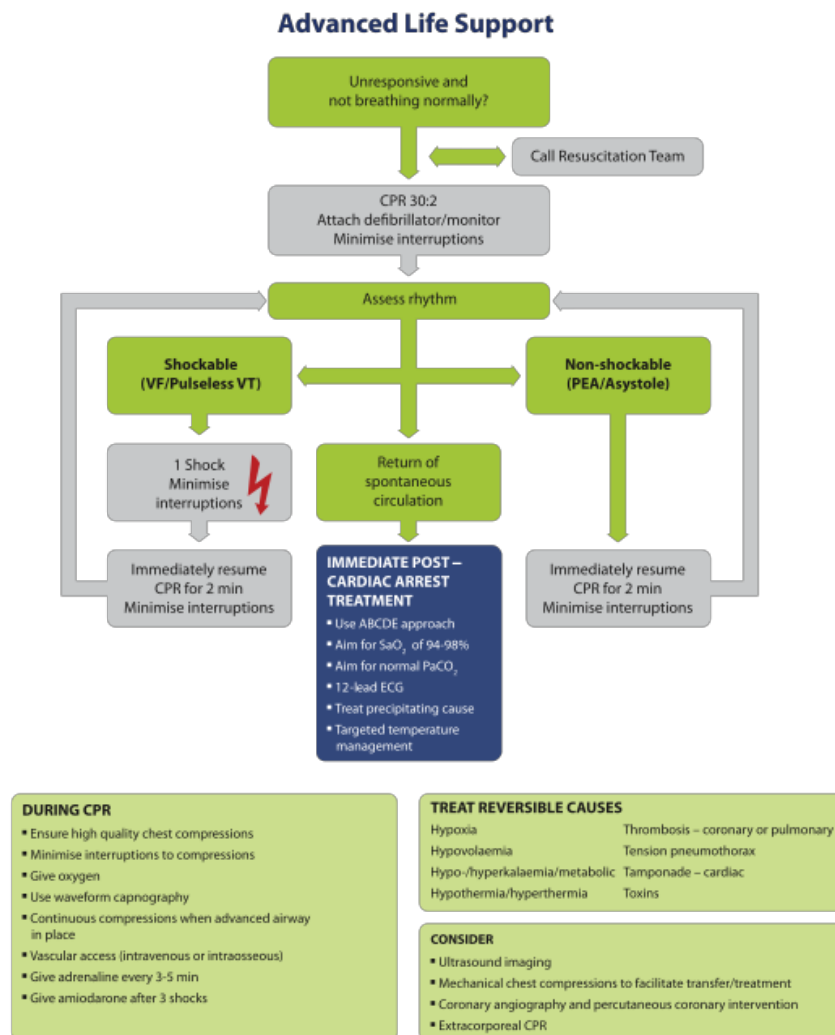 Advanced Life Support
Unresponsive and
not breathing normally?
Call Resuscitation Team
CPR 30:2
Attach defibrillator/monitor
Minimise interruptions
Assess rhythm
Shockable
(VF/Pulseless VT)
Non-shockable
(PEA/Asystole)
1 Shock
Minimise
interruptions
Return of
spontaneous
circulation
Immediately resume
CPR for 2 min
Minimise interruptions
IMMEDIATE POST –
CARDIAC ARREST
TREATMENT
▪ Use ABCDE approach
▪ Aim for SaO₂ of 94-98%
▪ Aim for normal PaCO₂
▪ 12-lead ECG
▪ Treat precipitating cause
▪ Targeted temperature
management
Immediately resume
CPR for 2 min
Minimise interruptions
DURING CPR
▪ Ensure high quality chest compressions
▪ Minimise interruptions to compressions
▪ Give oxygen
▪ Use waveform capnography
▪ Continuous compressions when advanced airway
in place
▪ Vascular access (intravenous or intraosseous)
▪ Give adrenaline every 3-5 min
▪ Give amiodarone after 3 shocks
TREAT REVERSIBLE CAUSES
Hypoxia Thrombosis – coronary or pulmonary
Hypovolaemia Tension pneumothorax
Hypo-/hyperkalaemia/metabolic Tamponade – cardiac
Hypothermia/hyperthermia Toxins
CONSIDER
▪ Ultrasound imaging
▪ Mechanical chest compressions to facilitate transfer/treatment
▪ Coronary angiography and percutaneous coronary intervention
▪ Extracorporeal CPR